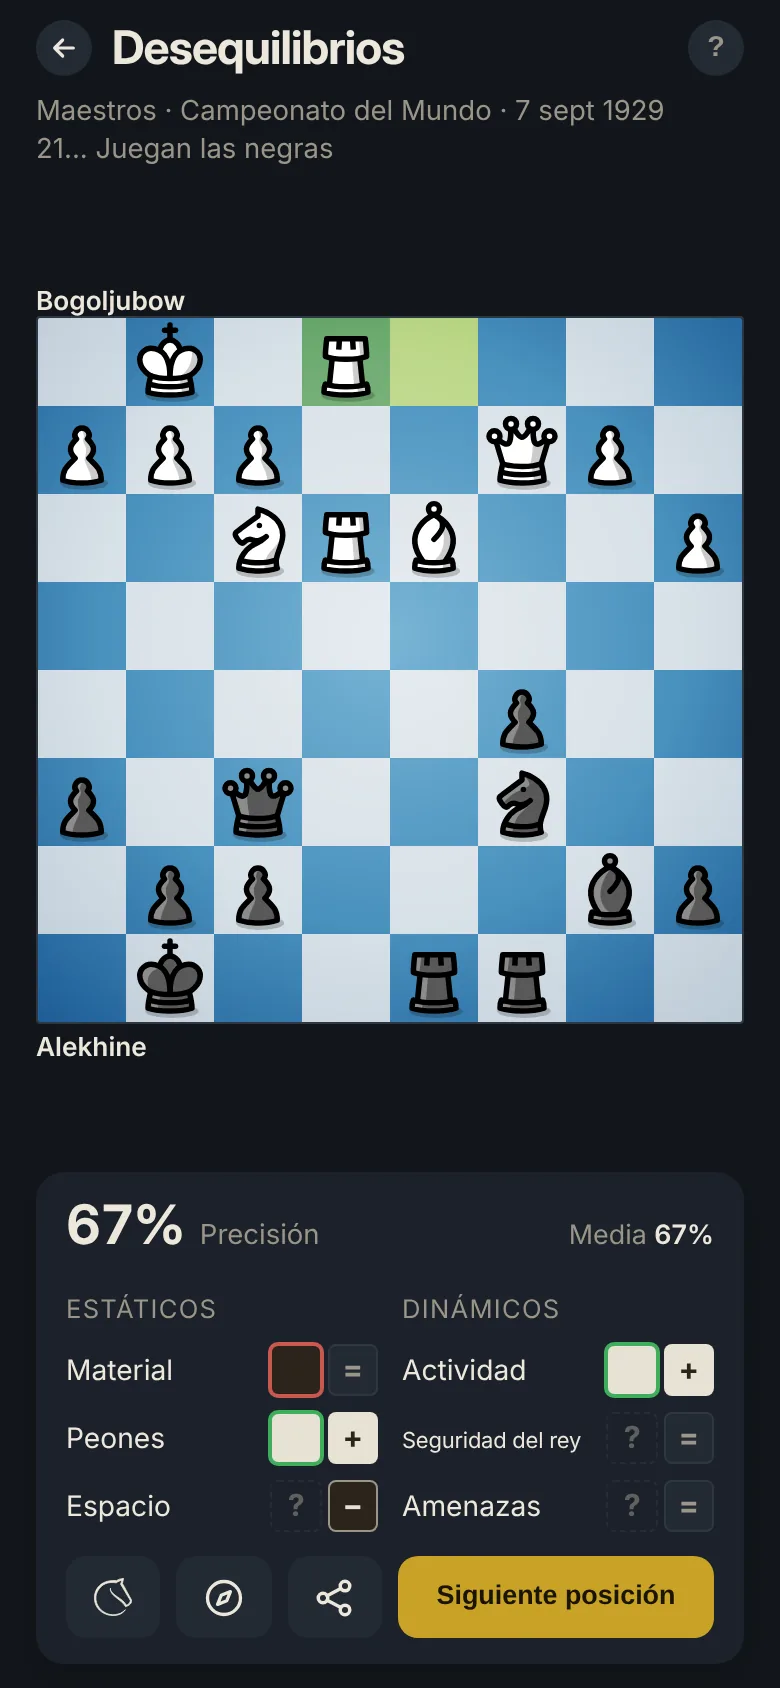 Desequilibrios
?
Maestros · Campeonato del Mundo · 7 sept 1929
21... Juegan las negras
Bogoljubow
Alekhine
67% Precisión
Media 67%
ESTÁTICOS
DINÁMICOS
Material =
Actividad +
Peones +
Seguridad del rey ? =
Espacio ? −
Amenazas ? =
Siguiente posición